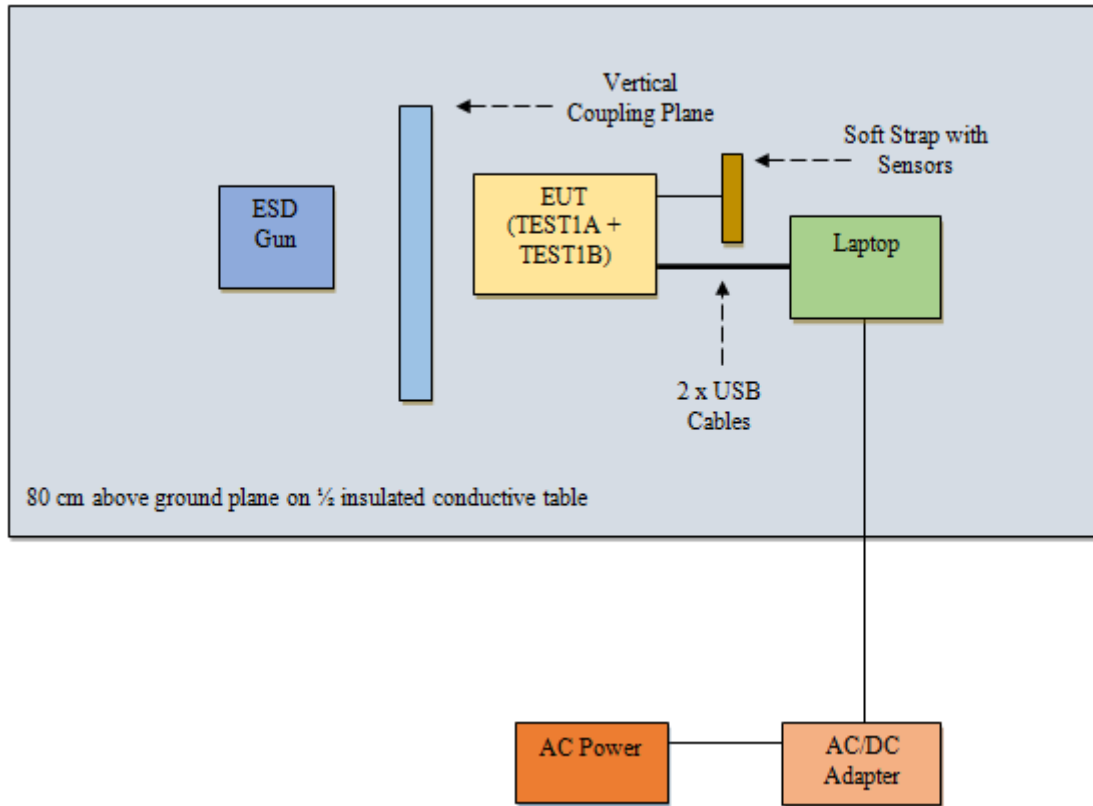 Vertical
Coupling Plane
Soft Strap with
Sensors
ESD
Gun
EUT
(TEST1A +
TEST1B)
Laptop
2 x USB
Cables
80 cm above ground plane on ½ insulated conductive table
AC Power
AC/DC
Adapter